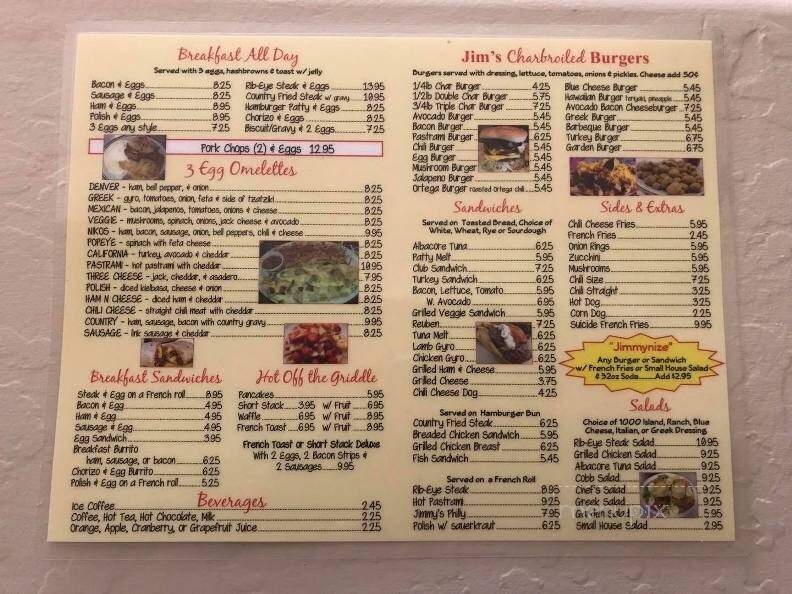 Breakfast All Day
Served with 3 eggs, hashbrowns & toast w/ jelly
Bacon & Eggs 8.25
Sausage & Eggs 8.25
Ham & Eggs 8.95
Polish & Eggs 8.95
3 Eggs any style 7.25
Rib-Eye Steak & Eggs 13.95
Country Fried Steak w/ gravy 10.95
Hamburger Patty & Eggs 8.25
Chorizo & Eggs 8.25
Biscuit/Gravy & 2 Eggs 7.25
Pork Chops (2) & Eggs 12.95
3 Egg Omelettes
DENVER - ham, bell pepper, & onion 8.25
GREEK - gyro, tomatoes, onion, feta & side of tzatziki 8.25
MEXICAN - bacon, jalapenos, tomatoes, onions & cheese 8.25
VEGGIE - mushrooms, spinach, onions, jack cheese & avocado 8.25
NIKOS - ham, bacon, sausage, onion, bell peppers, chili & cheese 9.95
POPEYE - spinach with feta cheese 8.25
CALIFORNIA - turkey, avocado & cheddar 8.25
PASTRAMI - hot pastrami with cheddar 10.95
THREE CHEESE - jack, cheddar, & asadero 7.95
POLISH - diced kielbasa, cheese & onion 8.25
HAM N CHEESE - diced ham & cheddar 8.25
CHILI CHEESE - straight chili meat with cheddar 8.25
COUNTRY - ham, sausage, bacon with country gravy 9.95
SAUSAGE - link sausage & cheddar 8.25
Breakfast Sandwiches
Steak & Egg on a French roll 8.95
Bacon & Egg 4.95
Ham & Egg 4.95
Sausage & Egg 4.95
Egg Sandwich 3.95
Breakfast Burrito
ham, sausage, or bacon 6.25
Chorizo & Egg Burrito 6.25
Polish & Egg on a French roll 5.25
Hot Off the Griddle
Pancakes 5.95
Short Stack 3.95 w/ Fruit 6.95
Waffle 6.95 w/ Fruit 8.95
French Toast 6.95 w/ Fruit 8.95
French Toast or Short Stack Deluxe
With 2 Eggs, 2 Bacon Strips &
2 Sausages 9.95
Beverages
Ice Coffee 2.45
Coffee, Hot Tea, Hot Chocolate, Milk 2.25
Orange, Apple, Cranberry, or Grapefruit Juice 2.25
Jim's Charbroiled Burgers
Burgers served with dressing, lettuce, tomatoes, onions & pickles. Cheese add 50¢
1/4lb Char Burger 4.25
1/2lb Double Char Burger 5.75
3/4lb Triple Char Burger 7.25
Avocado Burger 5.45
Bacon Burger 5.45
Pastrami Burger 6.25
Chili Burger 5.45
Egg Burger 5.45
Mushroom Burger 5.45
Jalapeno Burger 5.45
Ortega Burger roasted Ortega chili 5.45
Blue Cheese Burger 5.45
Hawaiian Burger teriyaki, pineapple 5.45
Avocado Bacon Cheeseburger 7.25
Greek Burger 5.45
Barbeque Burger 5.45
Turkey Burger 6.75
Garden Burger 6.75
Sandwiches
Served on Toasted Bread, Choice of
White, Wheat, Rye or Sourdough
Albacore Tuna 6.25
Patty Melt 5.95
Club Sandwich 7.25
Turkey Sandwich 6.25
Bacon, Lettuce, Tomato 5.95
W. Avocado 6.95
Grilled Veggie Sandwich 5.95
Reuben 7.25
Tuna Melt 6.25
Lamb Gyro 6.25
Chicken Gyro 6.25
Grilled Ham & Cheese 5.95
Grilled Cheese 3.75
Chili Cheese Dog 4.25
Served on Hamburger Bun
Country Fried Steak 6.25
Breaded Chicken Sandwich 5.95
Grilled Chicken Breast 6.25
Fish Sandwich 5.45
Served on a French Roll
Rib-Eye Steak 8.95
Hot Pastrami 9.25
Jimmy's Philly 7.95
Polish w/ sauerkraut 6.25
Sides & Extras
Chili Cheese Fries 5.95
French Fries 2.45
Onion Rings 5.95
Zucchini 5.95
Mushrooms 5.95
Chili Size 7.25
Chili Straight 3.25
Hot Dog 3.25
Corn Dog 2.25
Suicide French Fries 9.95
"Jimmynize"
Any Burger or Sandwich
w/ French Fries or Small House Salad
& 32oz Soda Add $2.95
Salads
Choice of 1000 Island, Ranch, Blue
Cheese, Italian, or Greek Dressing
Rib-Eye Steak Salad 10.95
Grilled Chicken Salad 9.25
Albacore Tuna Salad 9.25
Cobb Salad 9.25
Chef's Salad 9.25
Greek Salad 9.25
Garden Salad 5.95
Small House Salad 2.95